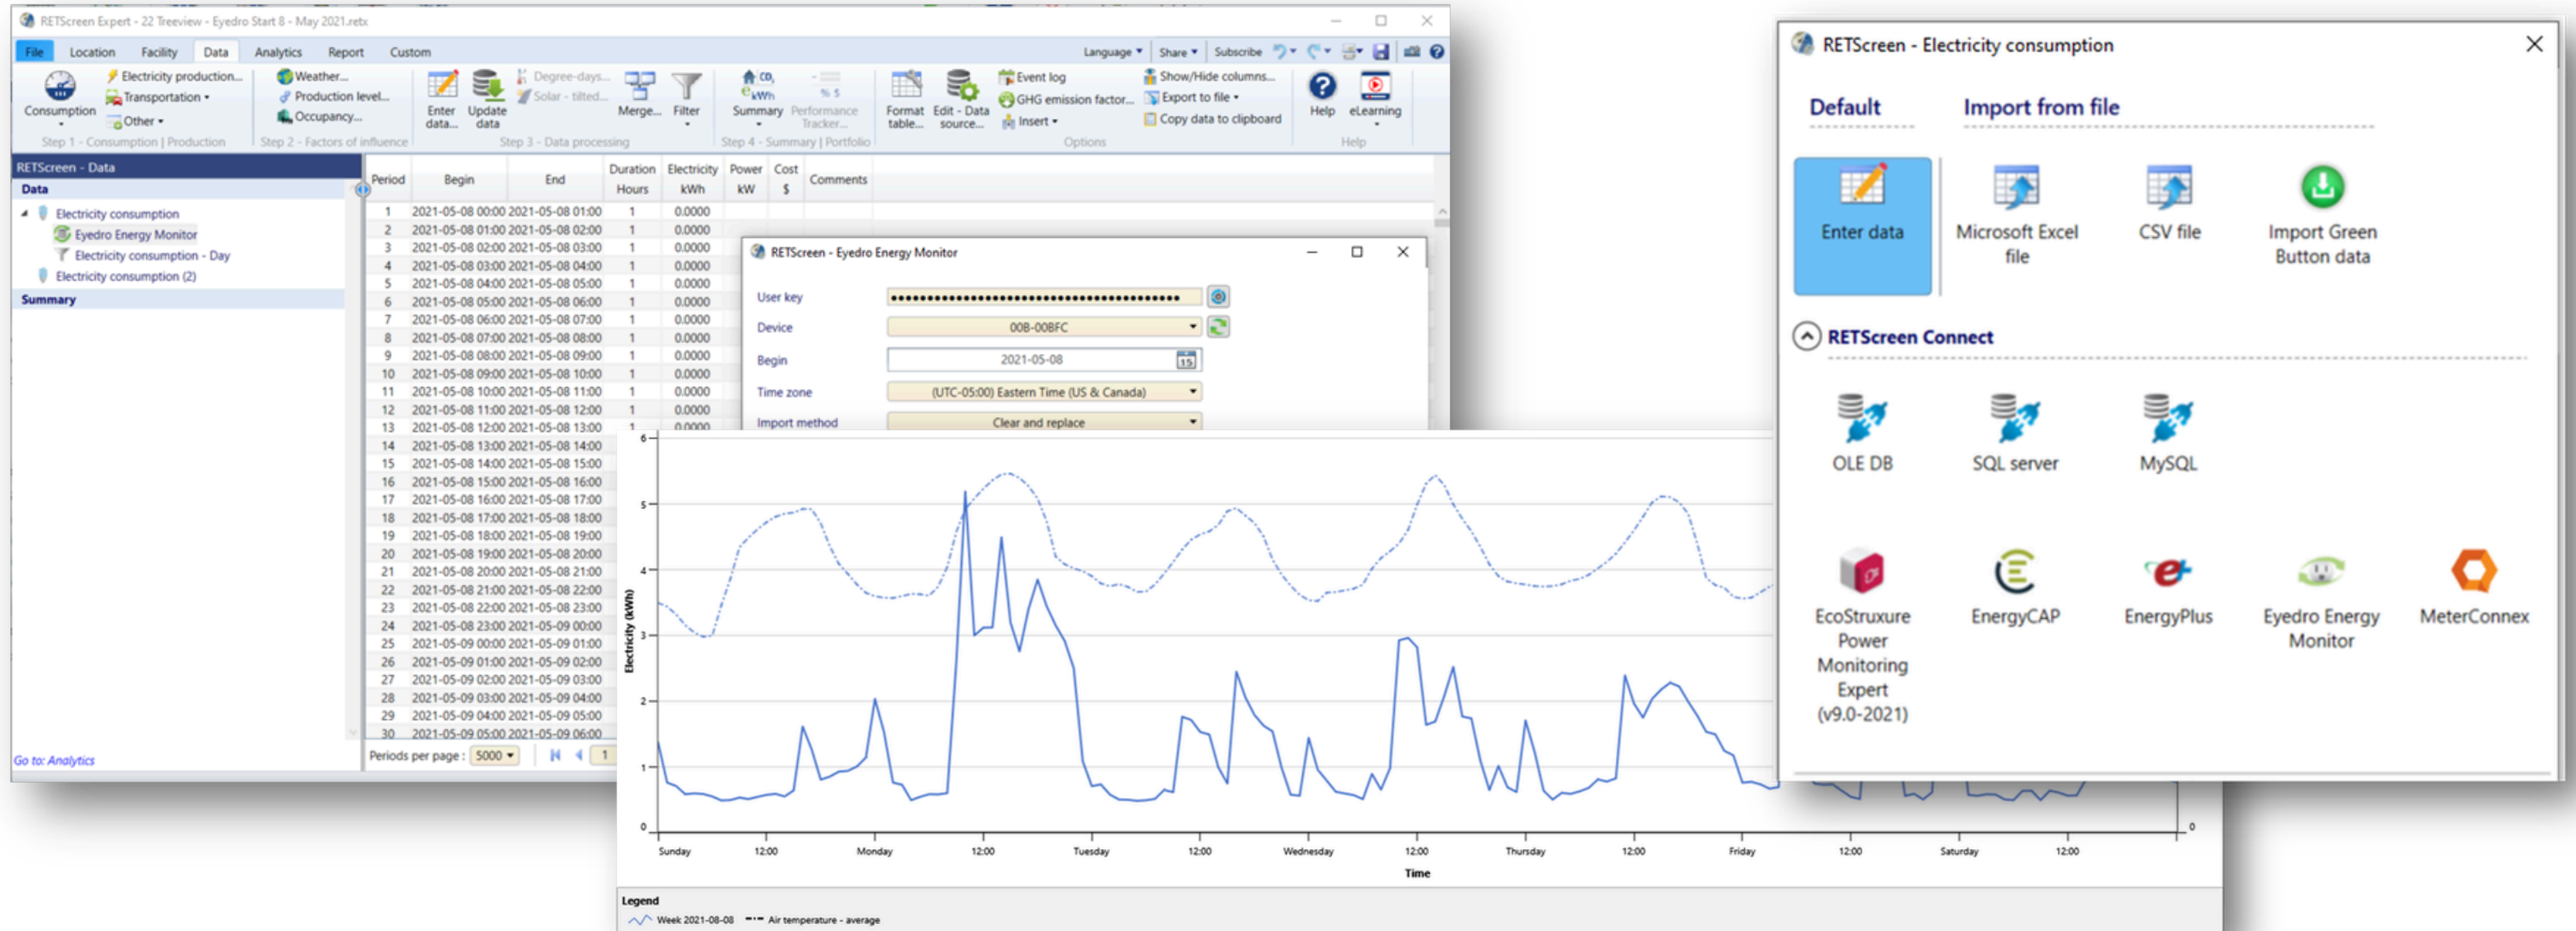 RETScreen Expert - 22 Treeview - Eyedro Start 8 - May 2021.retx
File Location Facility Data Analytics Report Custom
Language Share Subscribe
Consumption
Electricity production...
Transportation
Other
Step 1 - Consumption | Production
Weather...
Production level...
Occupancy...
Step 2 - Factors of influence
Enter data...
Update data
Degree-days...
Solar - tilted...
Merge...
Filter
Step 3 - Data processing
CO₂
e kWh
Summary
% $
Performance Tracker...
Step 4 - Summary | Portfolio
Format table...
Edit - Data source...
Event log
GHG emission factor...
Insert
Show/Hide columns...
Export to file
Copy data to clipboard
Options
Help
eLearning
Help
RETScreen - Data
Data
Electricity consumption
Eyedro Energy Monitor
Electricity consumption - Day
Electricity consumption (2)
Summary
Go to: Analytics
Period Begin End Duration Electricity Power Cost Comments
Hours kWh kW $
1 2021-05-08 00:00 2021-05-08 01:00 1 0.0000
2 2021-05-08 01:00 2021-05-08 02:00 1 0.0000
3 2021-05-08 02:00 2021-05-08 03:00 1 0.0000
4 2021-05-08 03:00 2021-05-08 04:00 1 0.0000
5 2021-05-08 04:00 2021-05-08 05:00 1 0.0000
6 2021-05-08 05:00 2021-05-08 06:00 1 0.0000
7 2021-05-08 06:00 2021-05-08 07:00 1 0.0000
8 2021-05-08 07:00 2021-05-08 08:00 1 0.0000
9 2021-05-08 08:00 2021-05-08 09:00 1 0.0000
10 2021-05-08 09:00 2021-05-08 10:00 1 0.0000
11 2021-05-08 10:00 2021-05-08 11:00 1 0.0000
12 2021-05-08 11:00 2021-05-08 12:00 1 0.0000
13 2021-05-08 12:00 2021-05-08 13:00 1 0.0000
14 2021-05-08 13:00 2021-05-08 14:00
15 2021-05-08 14:00 2021-05-08 15:00
16 2021-05-08 15:00 2021-05-08 16:00
17 2021-05-08 16:00 2021-05-08 17:00
18 2021-05-08 17:00 2021-05-08 18:00
19 2021-05-08 18:00 2021-05-08 19:00
20 2021-05-08 19:00 2021-05-08 20:00
21 2021-05-08 20:00 2021-05-08 21:00
22 2021-05-08 21:00 2021-05-08 22:00
23 2021-05-08 22:00 2021-05-08 23:00
24 2021-05-08 23:00 2021-05-09 00:00
25 2021-05-09 00:00 2021-05-09 01:00
26 2021-05-09 01:00 2021-05-09 02:00
27 2021-05-09 02:00 2021-05-09 03:00
28 2021-05-09 03:00 2021-05-09 04:00
29 2021-05-09 04:00 2021-05-09 05:00
30 2021-05-09 05:00 2021-05-09 06:00
Periods per page : 5000 1
RETScreen - Eyedro Energy Monitor
User key
Device 00B-00BFC
Begin 2021-05-08 15
Time zone (UTC-05:00) Eastern Time (US & Canada)
Import method Clear and replace
Electricity (kWh)
6
5
4
3
2
1
0
0
Sunday 12:00 Monday 12:00 Tuesday 12:00 Wednesday 12:00 Thursday 12:00 Friday 12:00 Saturday 12:00
Time
Legend
Week 2021-08-08 Air temperature - average
RETScreen - Electricity consumption
Default Import from file
Enter data
Microsoft Excel
file
CSV file
Import Green
Button data
RETScreen Connect
OLE DB
SQL server
MySQL
EcoStruxure
Power
Monitoring
Expert
(v9.0-2021)
EnergyCAP
EnergyPlus
Eyedro Energy
Monitor
MeterConnex